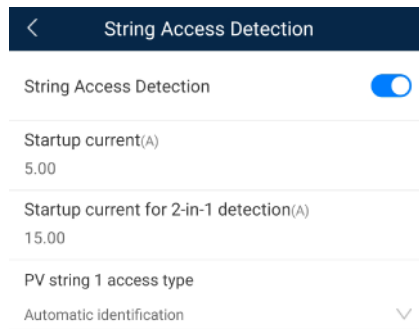 String Access Detection
String Access Detection
Startup current(A)
5.00
Startup current for 2-in-1 detection(A)
15.00
PV string 1 access type
Automatic identification